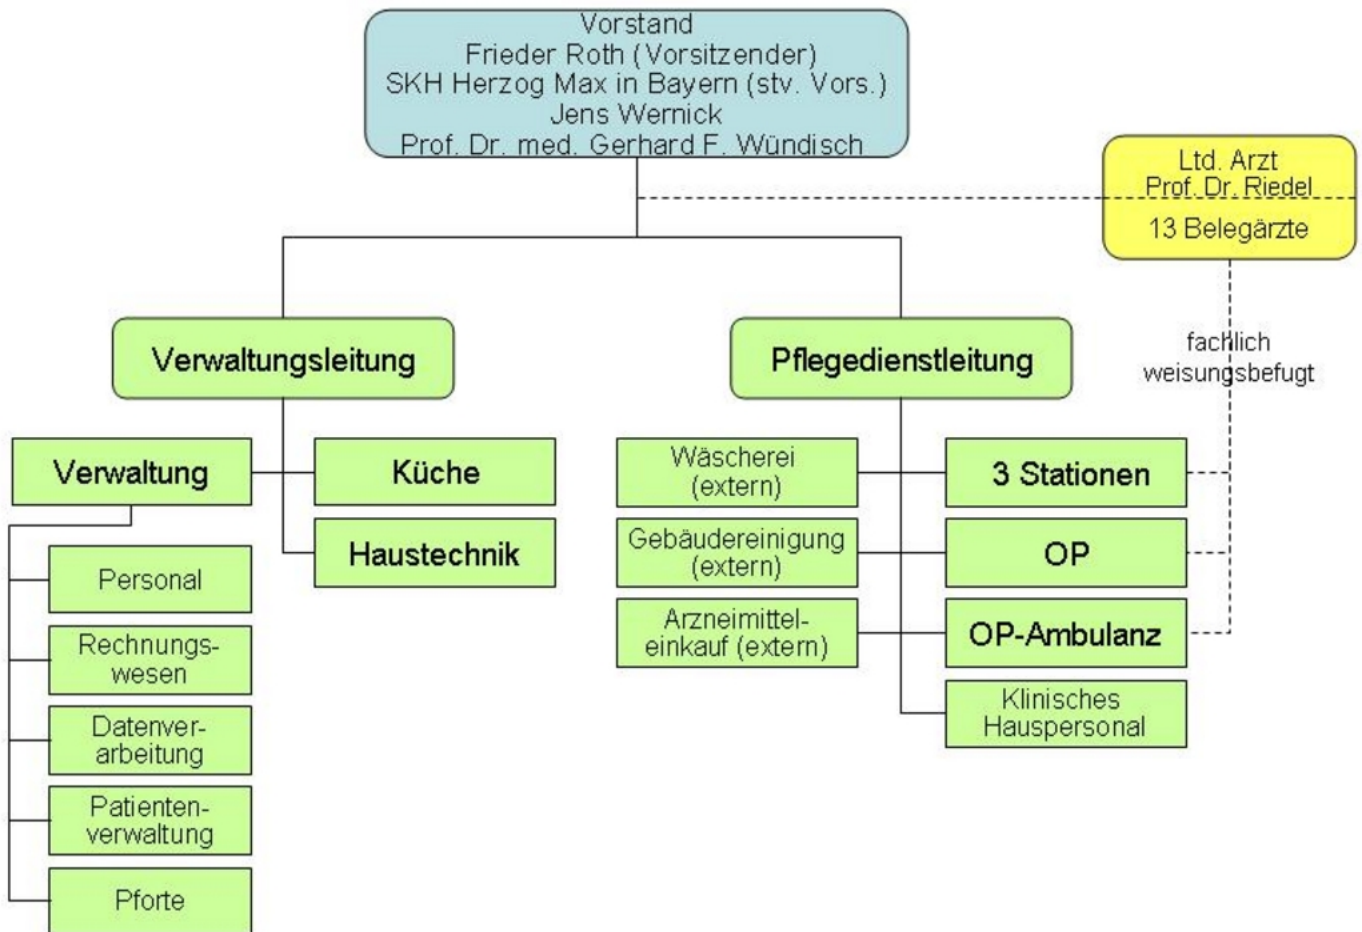 Vorstand
Frieder Roth (Vorsitzender)
SKH Herzog Max in Bayern (stv. Vors.)
Jens Wernick
Prof. Dr. med. Gerhard F. Wündisch
Ltd. Arzt
Prof. Dr. Riedel
13 Belegärzte
Verwaltungsleitung
Pflegedienstleitung
fachlich
weisungsbefugt
Verwaltung
Küche
Haustechnik
Personal
Rechnungs-
wesen
Datenver-
arbeitung
Patienten-
verwaltung
Pforte
Wäscherei
(extern)
Gebäudereinigung
(extern)
Arzneimittel-
einkauf (extern)
3 Stationen
OP
OP-Ambulanz
Klinisches
Hauspersonal